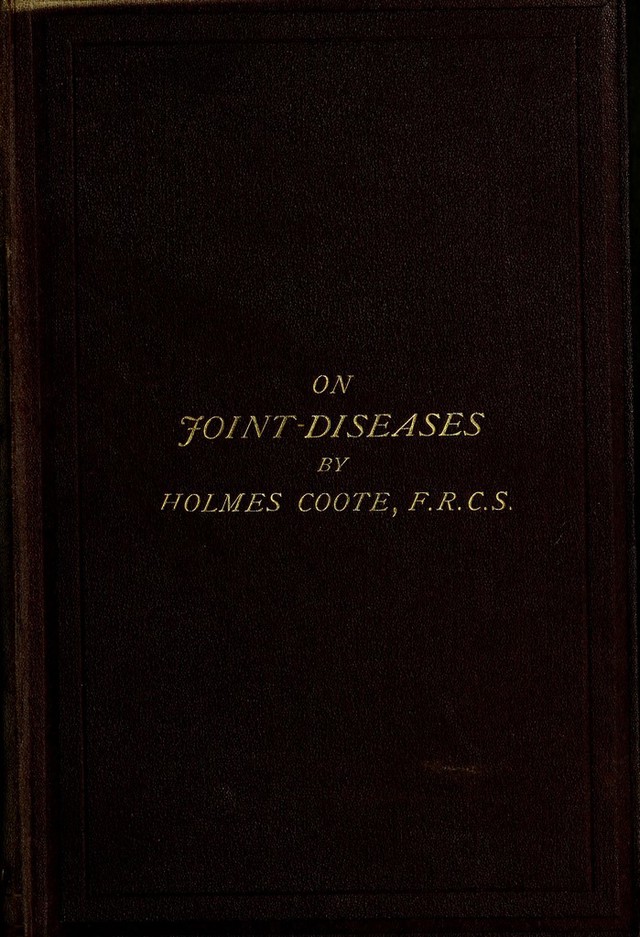 ON
JOINT-DISEASES
BY
HOLMES COOTE, F.R.C.S.